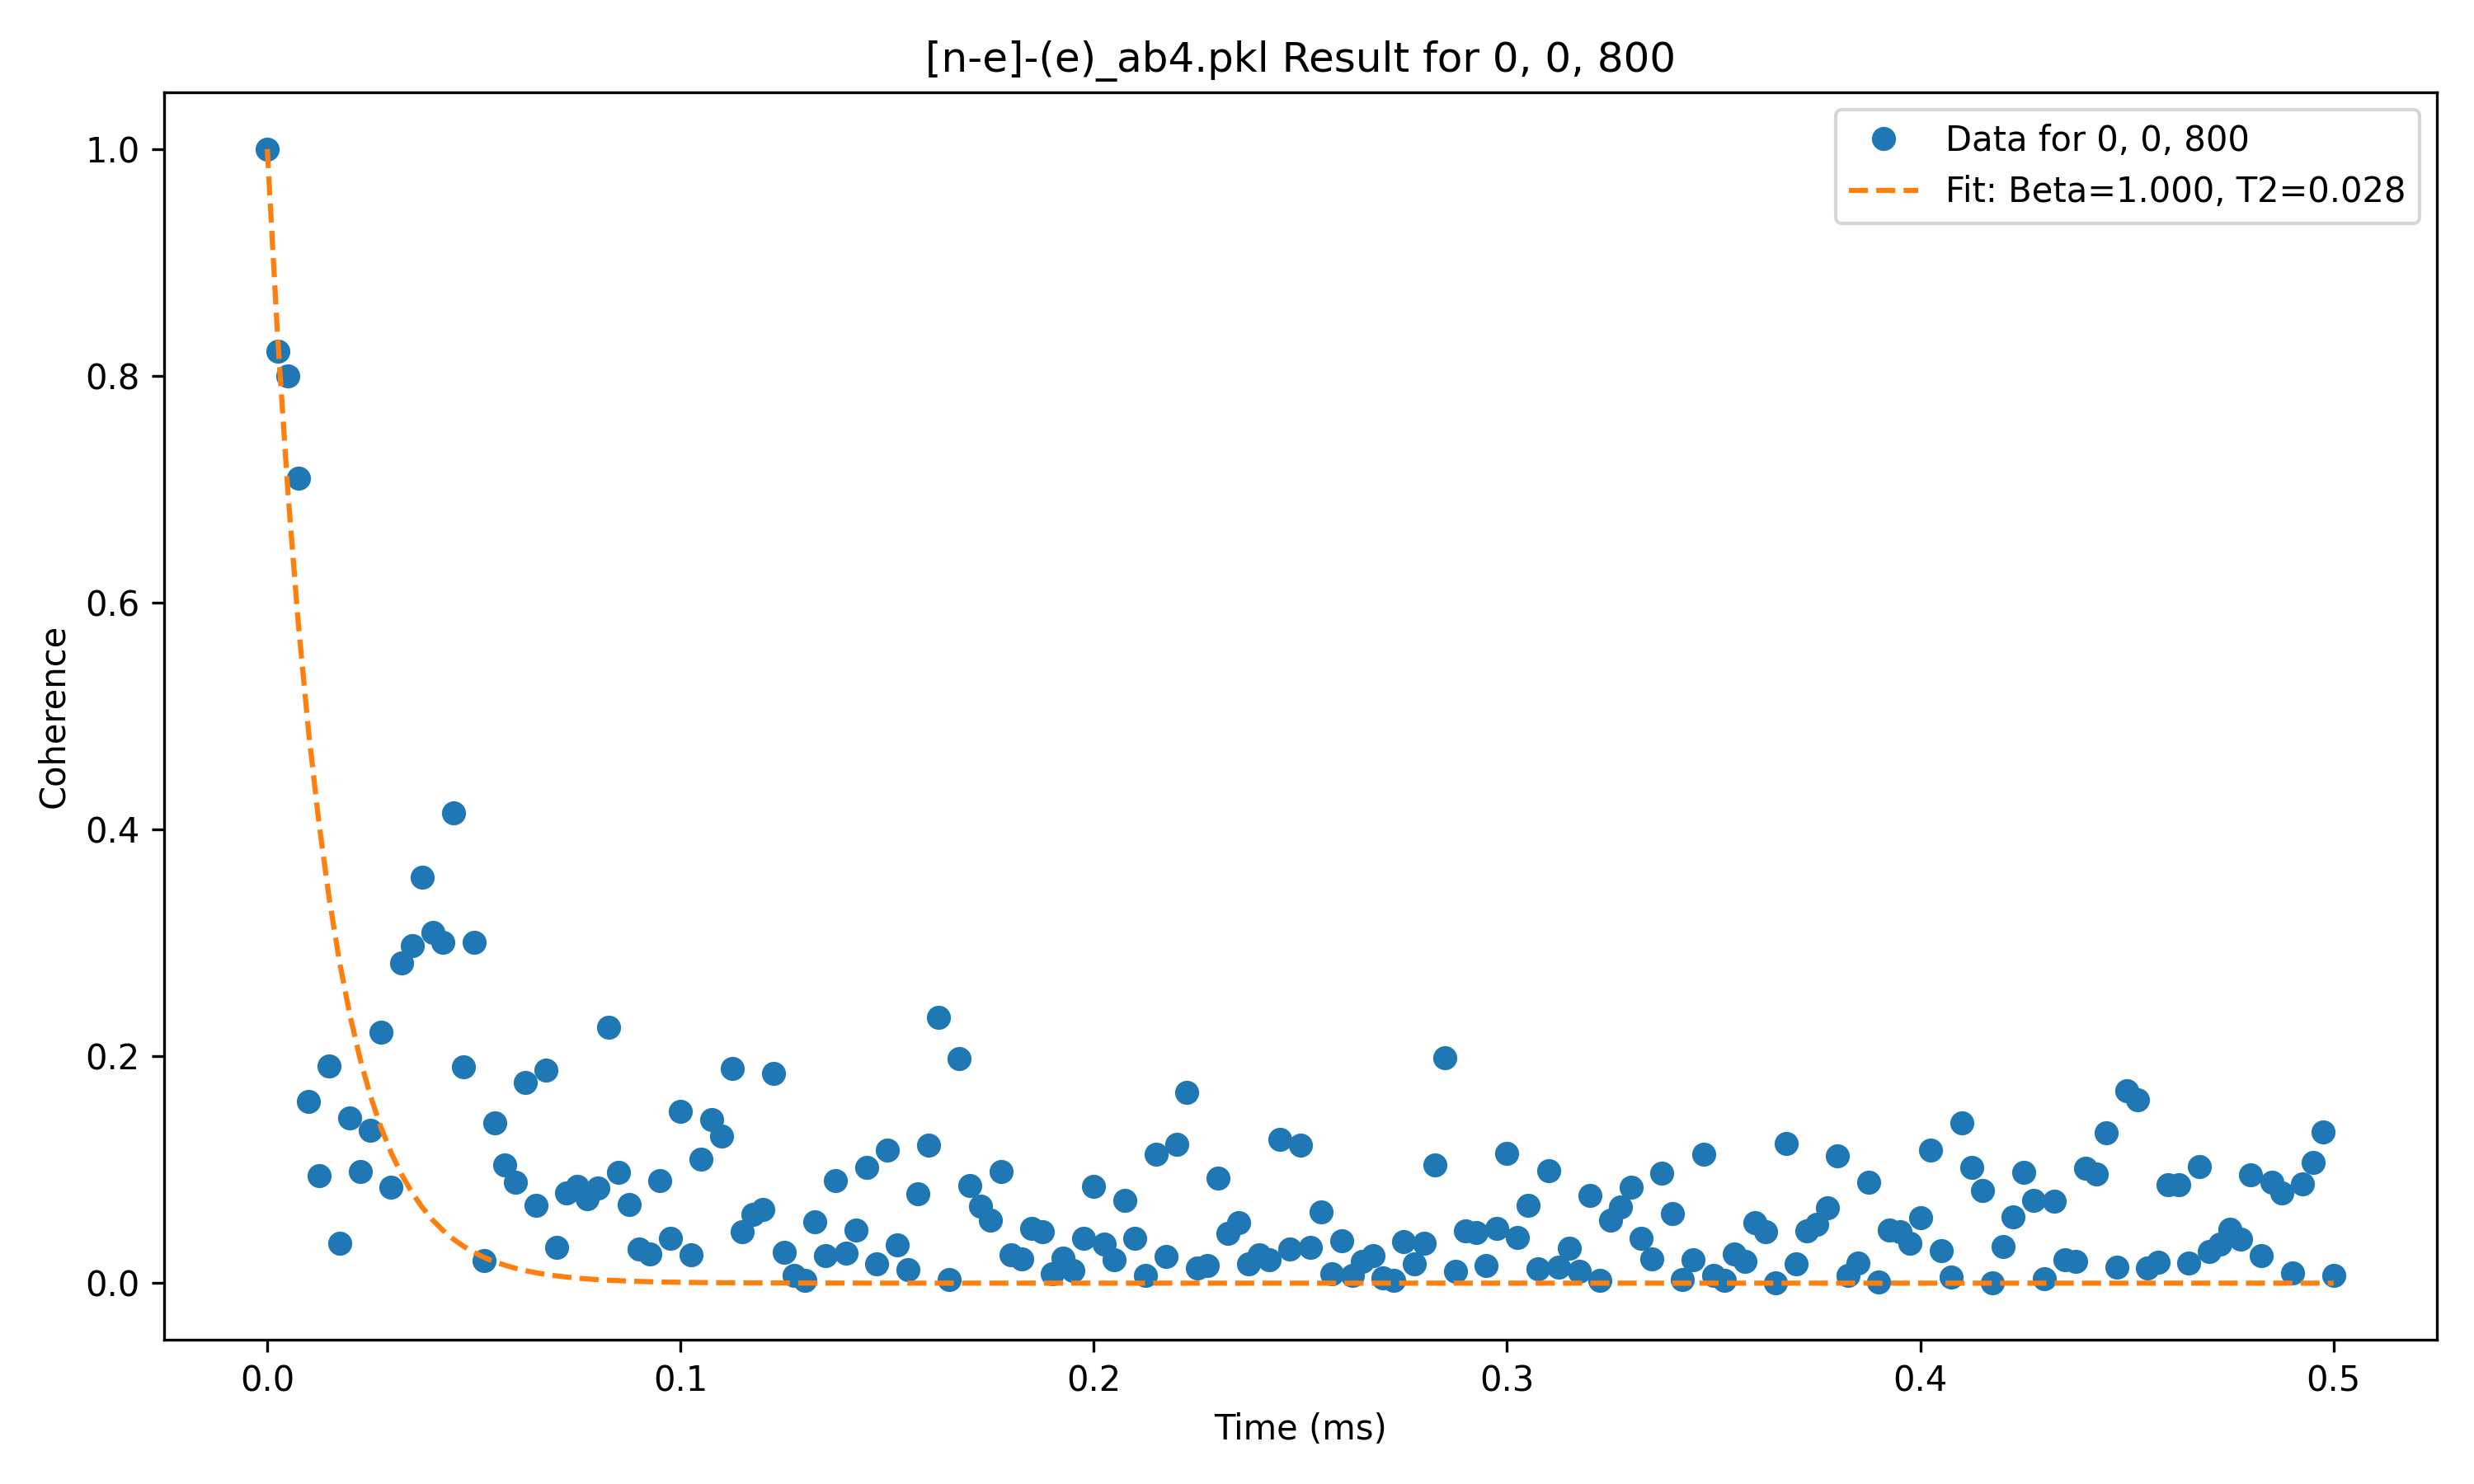 [n-e]-(e)_ab4.pkl Result for 0, 0, 800
Data for 0, 0, 800
Fit: Beta=1.000, T2=0.028
Coherence
1.0
0.8
0.6
0.4
0.2
0.0
0.0 0.1 0.2 0.3 0.4 0.5
Time (ms)